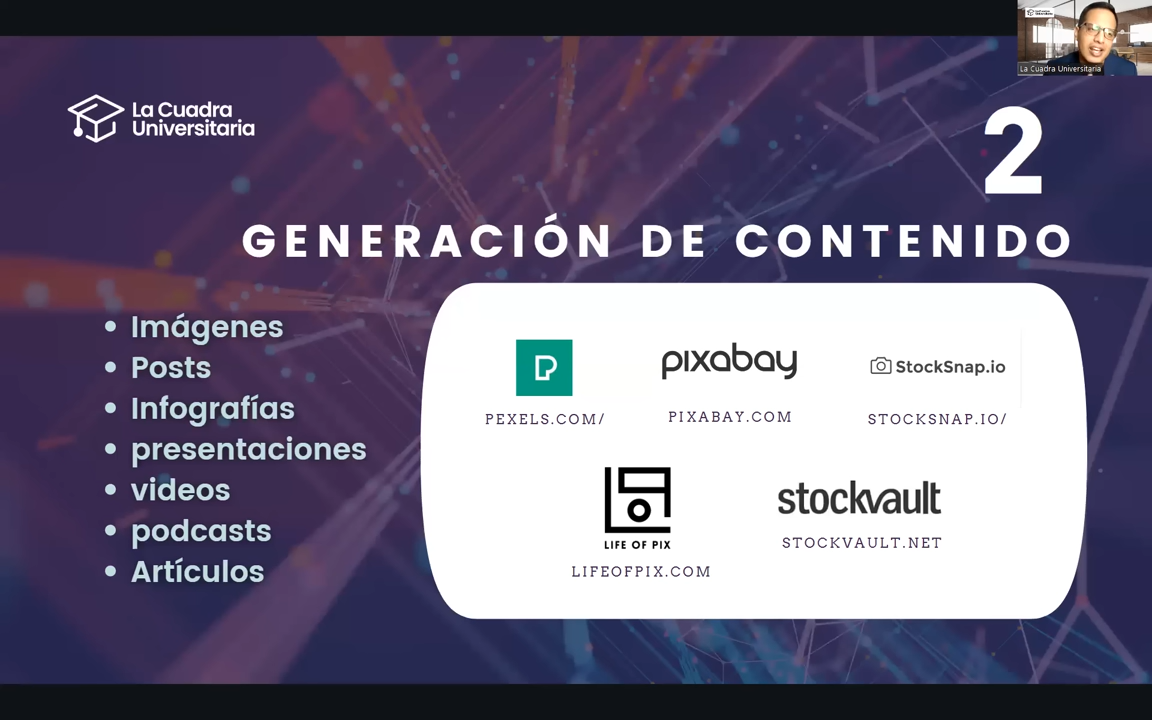 La Cuadra Universitaria
La Cuadra
Universitaria
2
GENERACIÓN DE CONTENIDO
Imágenes
Posts
Infografías
presentaciones
videos
podcasts
Artículos
pixabay
StockSnap.io
PEXELS.COM/
PIXABAY.COM
STOCKSNAP.IO/
LIFE OF PIX
stockvault
LIFEOFPIX.COM
STOCKVAULT.NET